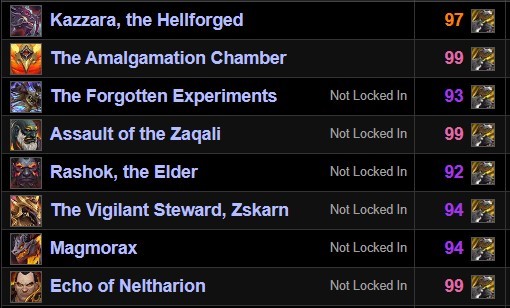 Kazzara, the Hellforged 97
The Amalgamation Chamber 99
The Forgotten Experiments Not Locked In 93
Assault of the Zaqali Not Locked In 99
Rashok, the Elder Not Locked In 92
The Vigilant Steward, Zskarn Not Locked In 94
Magmorax Not Locked In 94
Echo of Neltharion Not Locked In 99